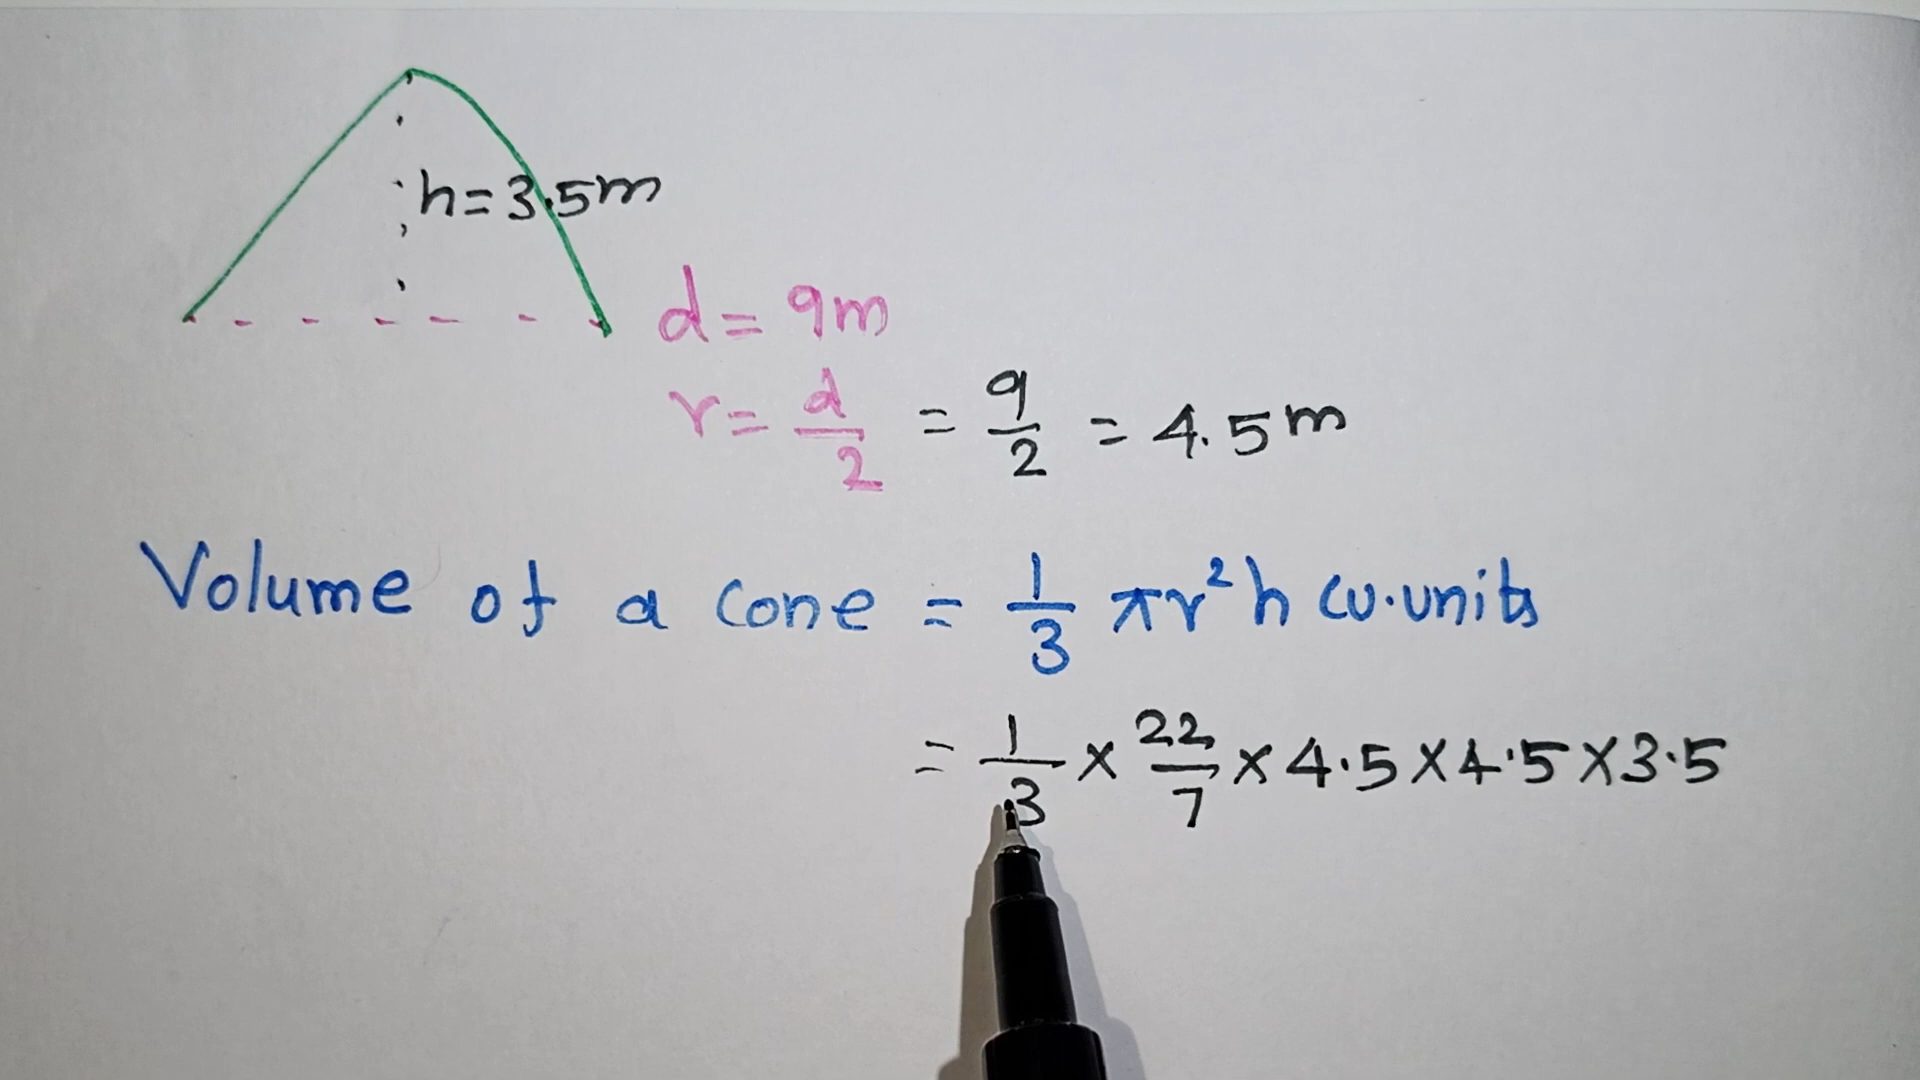 h = 3.5m
d = 9m
r = d/2 = 9/2 = 4.5m
Volume of a cone = 1/3 πr²h cu.units
= 1/3 × 22/7 × 4.5 × 4.5 × 3.5